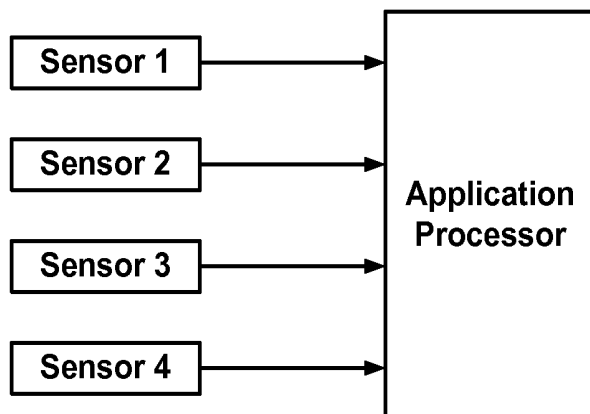 Sensor 1
Sensor 2
Sensor 3
Sensor 4
Application
Processor